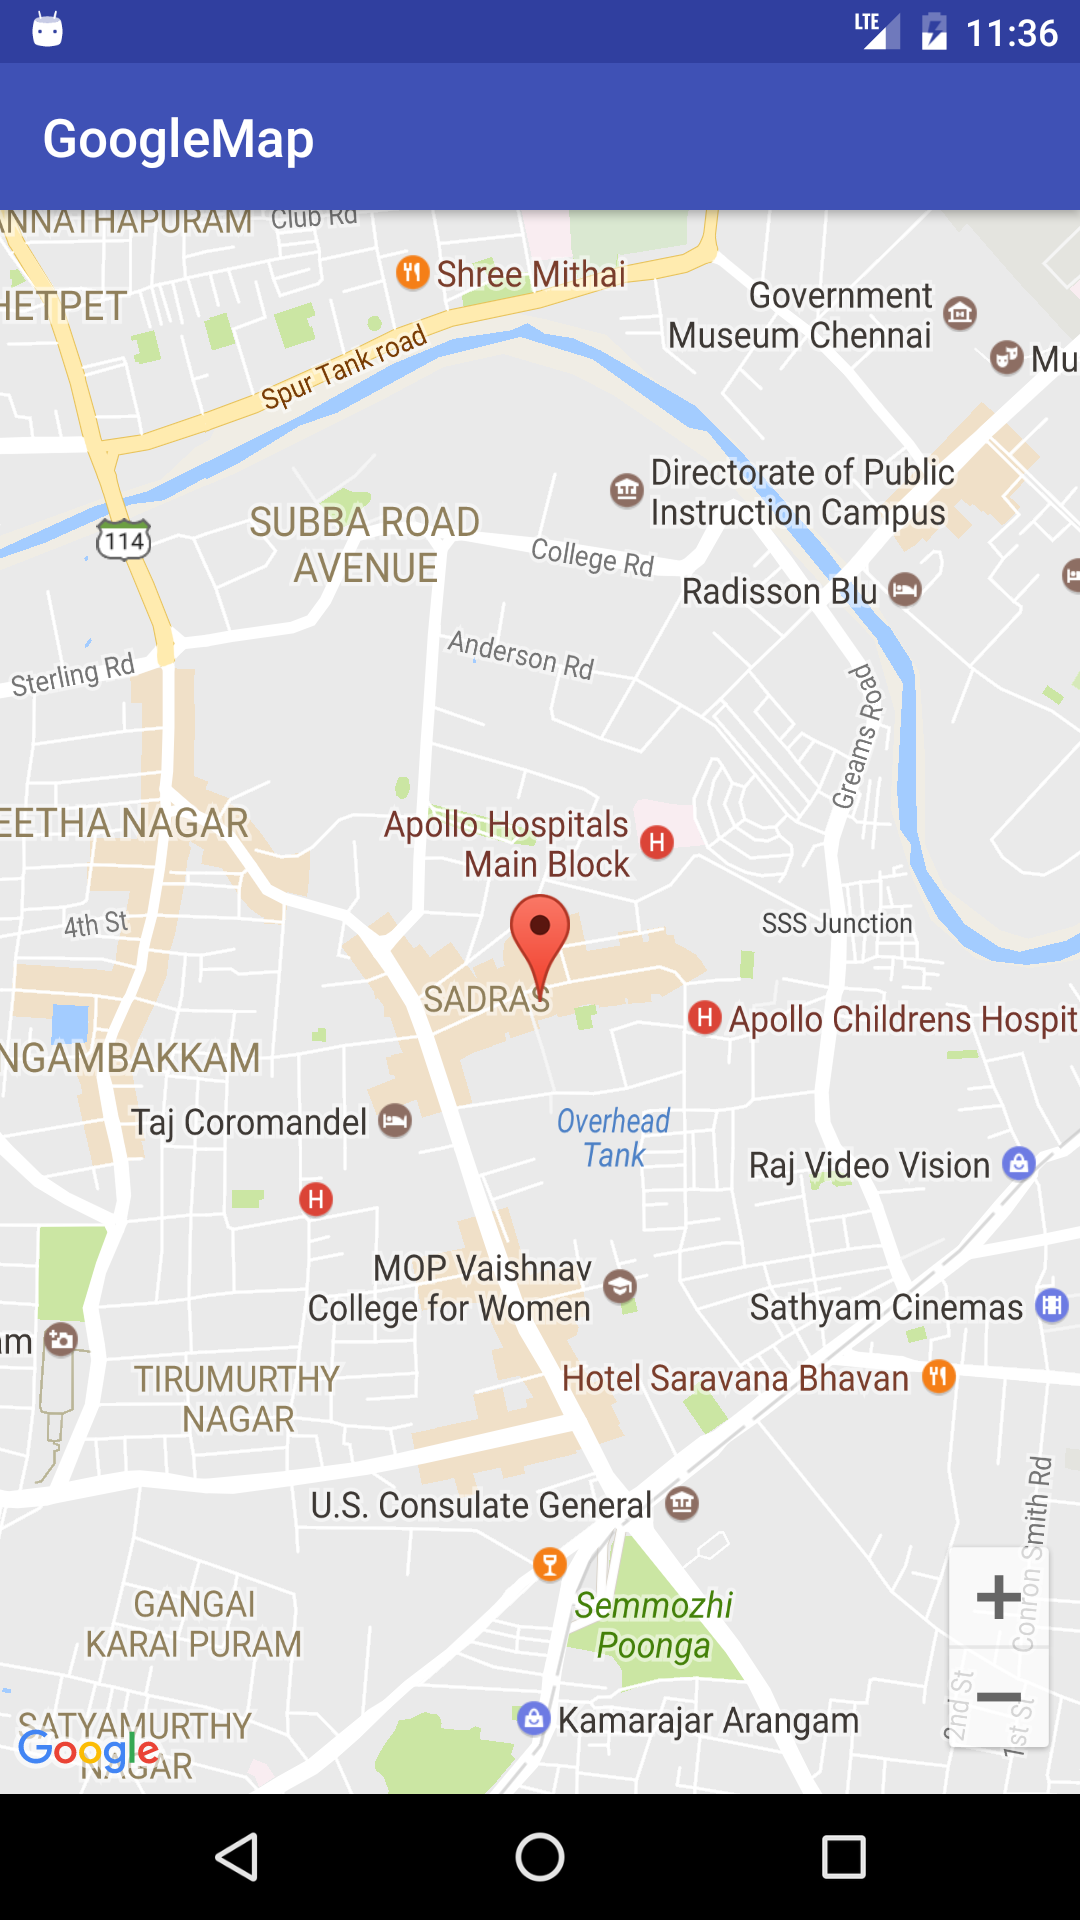 LTE 11:36
GoogleMap
ANNATHAPURAM
Club Rd
Shree Mithai
HETPET
Government
Museum Chennai
Mu
Spur Tank road
Directorate of Public
Instruction Campus
SUBBA ROAD
AVENUE
114
College Rd
Radisson Blu
Anderson Rd
Sterling Rd
Greams Road
EETHA NAGAR
Apollo Hospitals
Main Block
H
4th St
SSS Junction
SADRAS
H Apollo Childrens Hospit
NGAMBAKKAM
Taj Coromandel
Overhead
Tank
Raj Video Vision
H
MOP Vaishnav
College for Women
Sathyam Cinemas
am
TIRUMURTHY
NAGAR
Hotel Saravana Bhavan
U.S. Consulate General
Conron Smith Rd
GANGAI
KARAI PURAM
Semmozhi
Poonga
+
−
2nd St
1st St
Kamarajar Arangam
SATYAMURTHY
NAGAR
Google